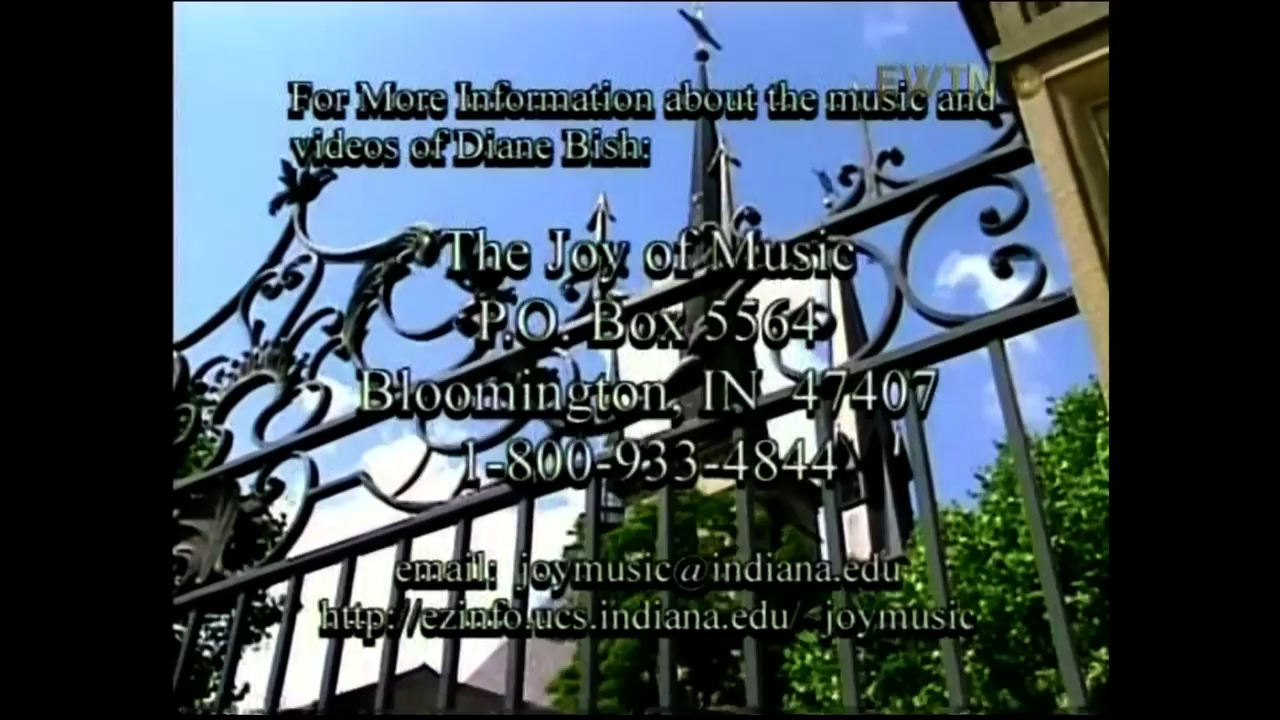 EWTN
For More Information about the music and
videos of Diane Bish:
The Joy of Music
P.O. Box 5564
Bloomington, IN 47407
1-800-933-4844
email: joymusic@indiana.edu
http://ezinfo.ucs.indiana.edu/~joymusic